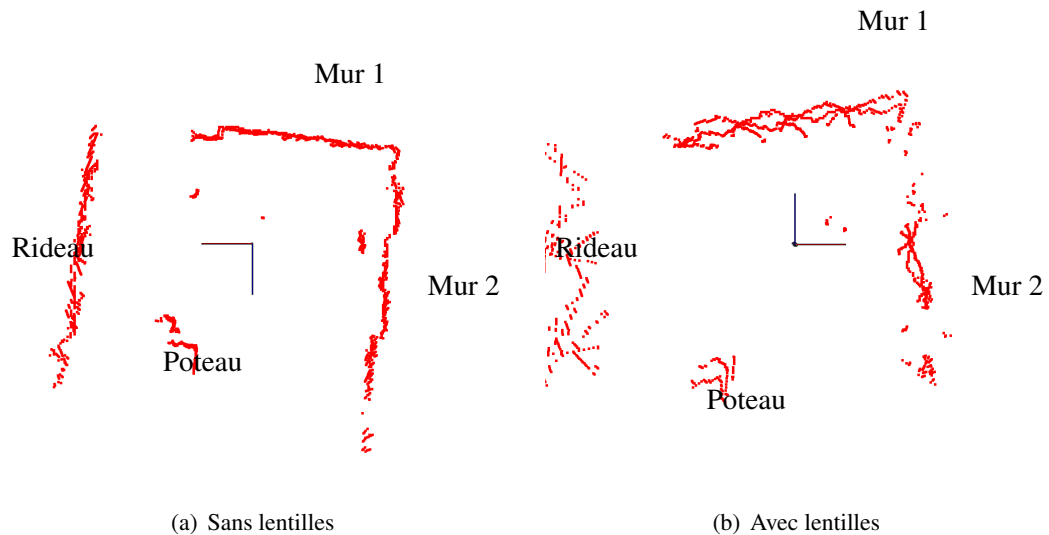 Mur 1
Rideau
Mur 2
Poteau
(a) Sans lentilles
Mur 1
Rideau
Mur 2
Poteau
(b) Avec lentilles